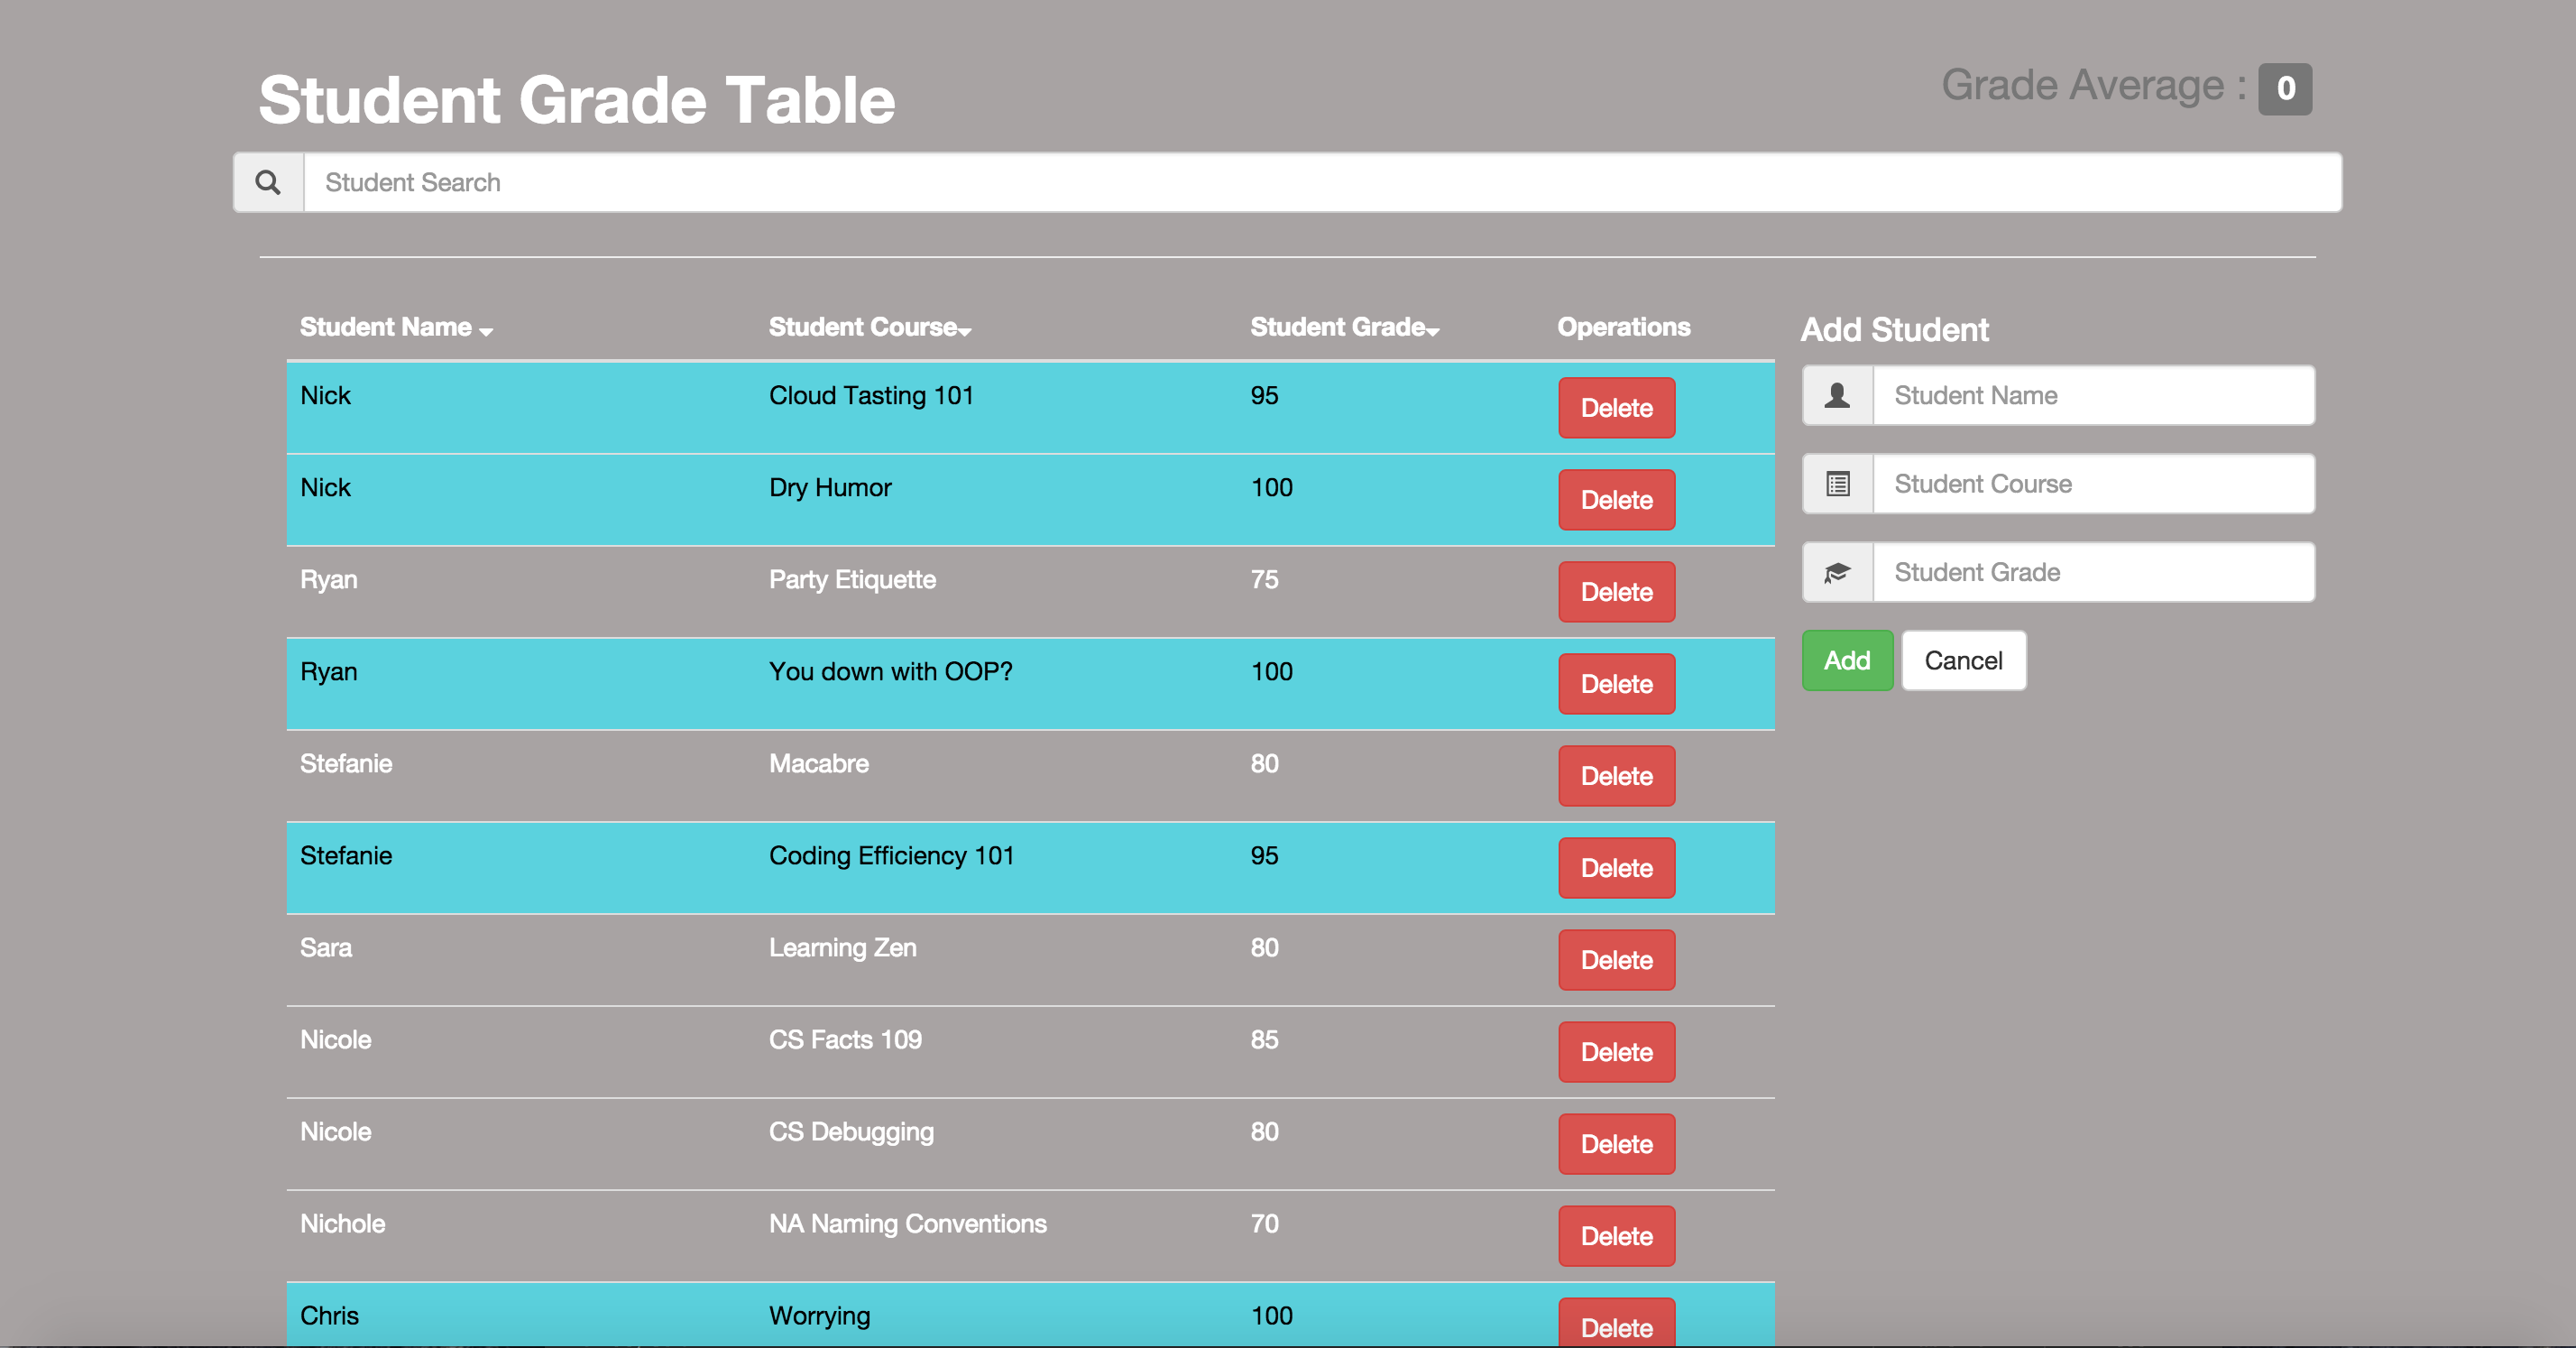 Student Grade Table
Grade Average : 0
Student Search
Student Name Student Course Student Grade Operations
Nick Cloud Tasting 101 95 Delete
Nick Dry Humor 100 Delete
Ryan Party Etiquette 75 Delete
Ryan You down with OOP? 100 Delete
Stefanie Macabre 80 Delete
Stefanie Coding Efficiency 101 95 Delete
Sara Learning Zen 80 Delete
Nicole CS Facts 109 85 Delete
Nicole CS Debugging 80 Delete
Nichole NA Naming Conventions 70 Delete
Chris Worrying 100 Delete
Add Student
Student Name
Student Course
Student Grade
Add Cancel